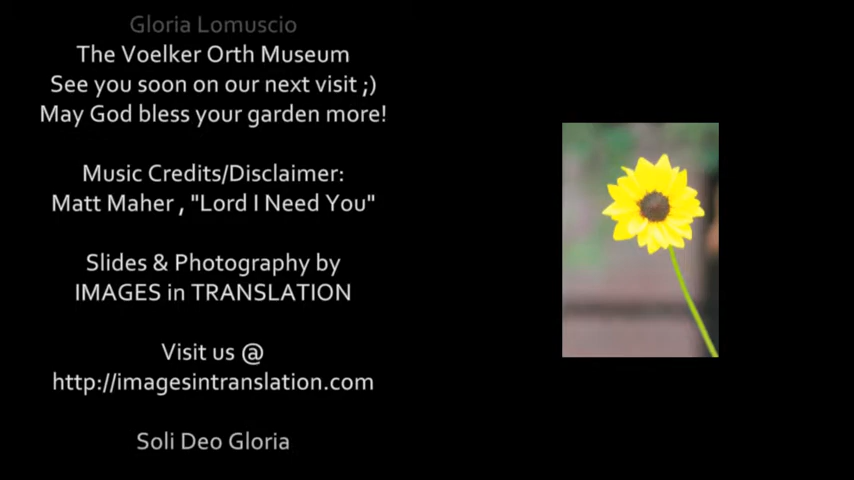 Gloria Lomuscio
The Voelker Orth Museum
See you soon on our next visit ;)
May God bless your garden more!
Music Credits/Disclaimer:
Matt Maher , "Lord I Need You"
Slides & Photography by
IMAGES in TRANSLATION
Visit us @
http://imagesintranslation.com
Soli Deo Gloria